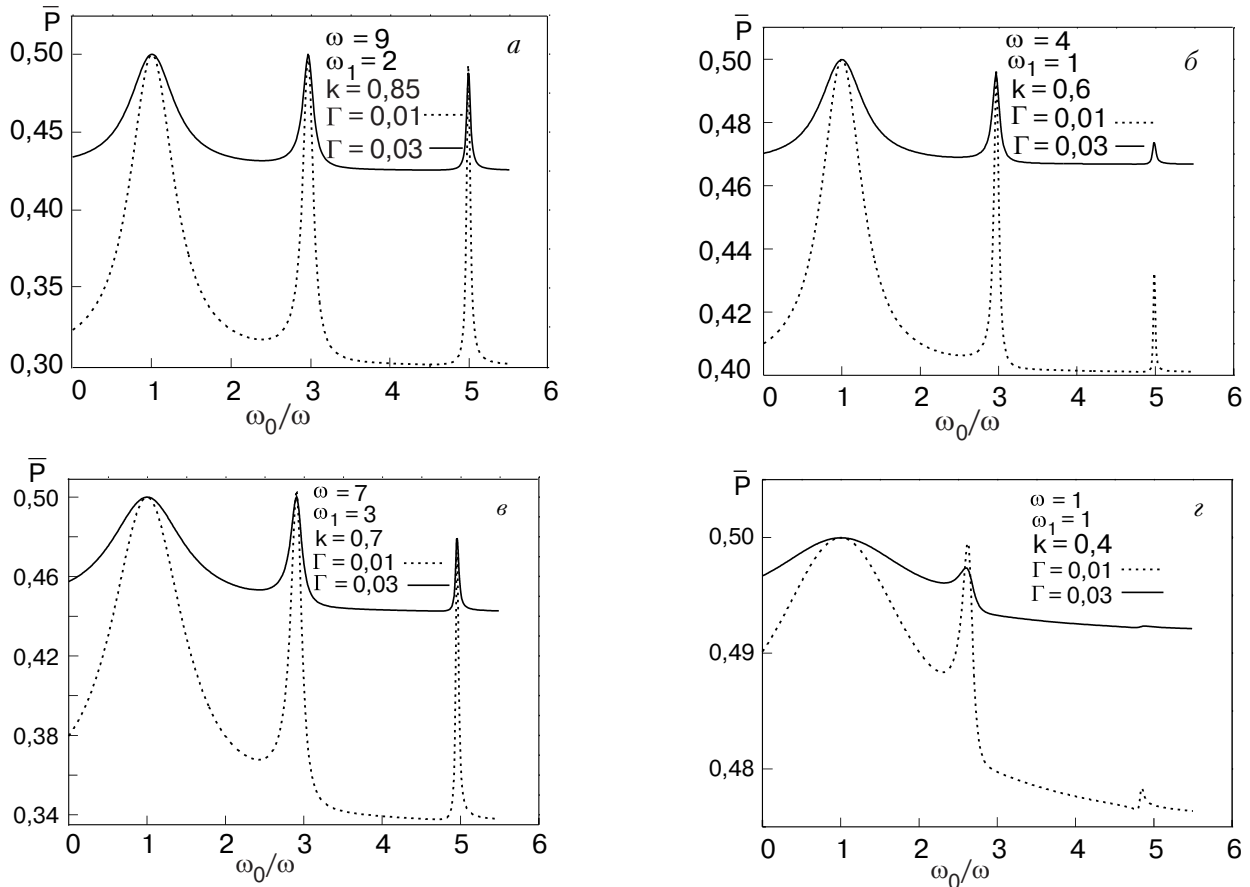 P̅
0,50
0,45
0,40
0,35
0,30
0 1 2 3 4 5 6
ω₀/ω
ω = 9
ω₁ = 2
k = 0,85
Γ = 0,01
Γ = 0,03
а
P̅
0,50
0,48
0,46
0,44
0,42
0,40
0 1 2 3 4 5 6
ω₀/ω
ω = 4
ω₁ = 1
k = 0,6
Γ = 0,01
Γ = 0,03
б
P̅
0,50
0,46
0,42
0,38
0,34
0 1 2 3 4 5 6
ω₀/ω
ω = 7
ω₁ = 3
k = 0,7
Γ = 0,01
Γ = 0,03
в
P̅
0,50
0,49
0,48
0 1 2 3 4 5 6
ω₀/ω
ω = 1
ω₁ = 1
k = 0,4
Γ = 0,01
Γ = 0,03
г